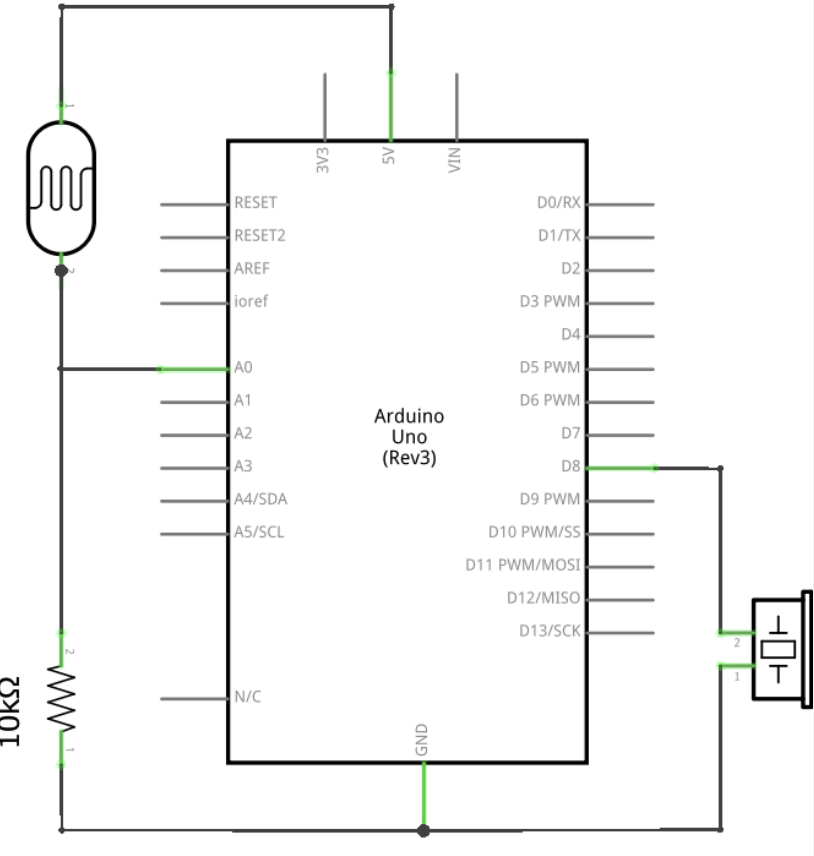 1
3V3
5V
VIN
RESET
D0/RX
RESET2
D1/TX
2
AREF
D2
ioref
D3 PWM
D4
A0
D5 PWM
A1
D6 PWM
Arduino
Uno
(Rev3)
A2
D7
A3
D8
A4/SDA
D9 PWM
A5/SCL
D10 PWM/SS
D11 PWM/MOSI
D12/MISO
D13/SCK
2
2
1
10kΩ
N/C
GND
1